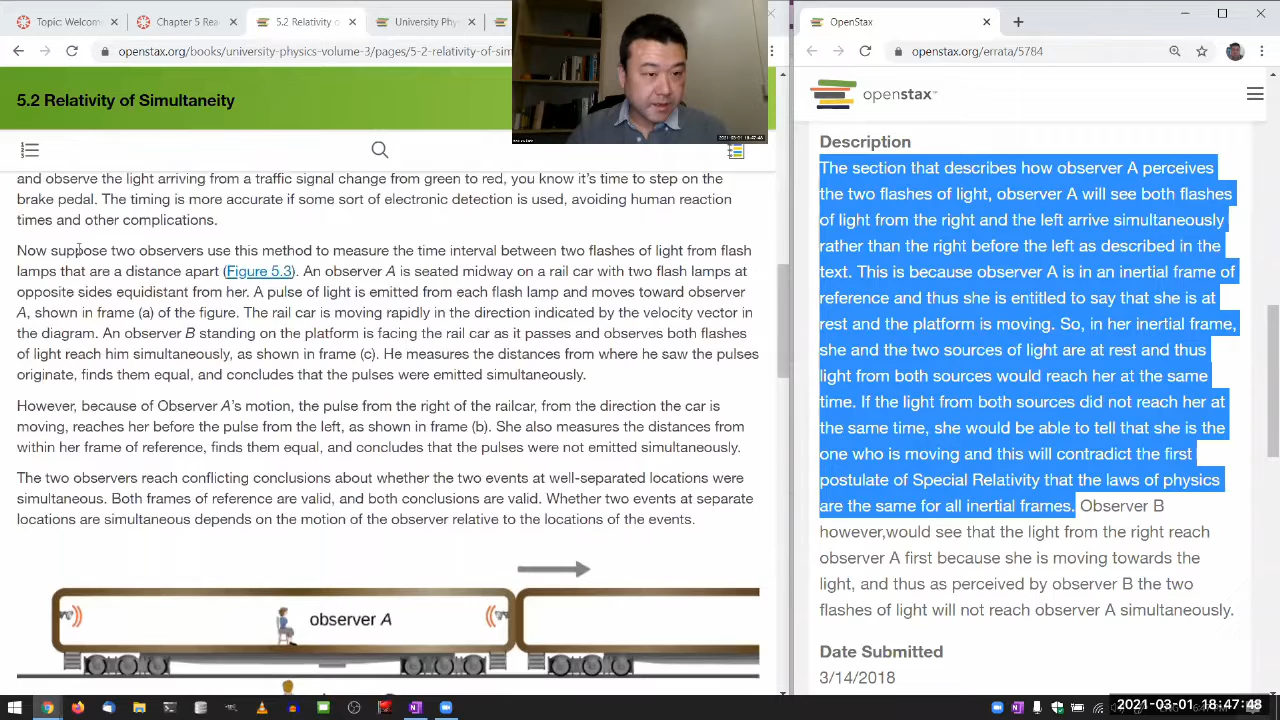 Topic Week 5
Chapter 5 Rea
5.2 Relativity o
University Phy
OpenStax
openstax.org/books/university-physics-volume-3/pages/5-2-relativity-of-sim
openstax.org/errata/5784
5.2 Relativity of Simultaneity
and observe the light arriving from a traffic signal change from green to red, you know it's time to step on the
brake pedal. The timing is more accurate if some sort of electronic detection is used, avoiding human reaction
times and other complications.
Now suppose two observers use this method to measure the time interval between two flashes of light from flash
lamps that are a distance apart (Figure 5.3). An observer A is seated midway on a rail car with two flash lamps at
opposite sides equidistant from her. A pulse of light is emitted from each flash lamp and moves toward observer
A, shown in frame (a) of the figure. The rail car is moving rapidly in the direction indicated by the velocity vector in
the diagram. An observer B standing on the platform is facing the rail car as it passes and observes both flashes
of light reach him simultaneously, as shown in frame (c). He measures the distances from where he saw the pulses
originate, finds them equal, and concludes that the pulses were emitted simultaneously.
However, because of Observer A's motion, the pulse from the right of the railcar, from the direction the car is
moving, reaches her before the pulse from the left, as shown in frame (b). She also measures the distances from
within her frame of reference, finds them equal, and concludes that the pulses were not emitted simultaneously.
The two observers reach conflicting conclusions about whether the two events at well-separated locations were
simultaneous. Both frames of reference are valid, and both conclusions are valid. Whether two events at separate
locations are simultaneous depends on the motion of the observer relative to the locations of the events.
observer A
openstax
Description
The section that describes how observer A perceives
the two flashes of light, observer A will see both flashes
of light from the right and the left arrive simultaneously
rather than the right before the left as described in the
text. This is because observer A is in an inertial frame of
reference and thus she is entitled to say that she is at
rest and the platform is moving. So, in her inertial frame,
she and the two sources of light are at rest and thus
light from both sources would reach her at the same
time. If the light from both sources did not reach her at
the same time, she would be able to tell that she is the
one who is moving and this will contradict the first
postulate of Special Relativity that the laws of physics
are the same for all inertial frames. Observer B
however,would see that the light from the right reach
observer A first because she is moving towards the
light, and thus as perceived by observer B the two
flashes of light will not reach observer A simultaneously.
Date Submitted
3/14/2018
2021-03-01 18:47:48
2021-03-01 18:47:48